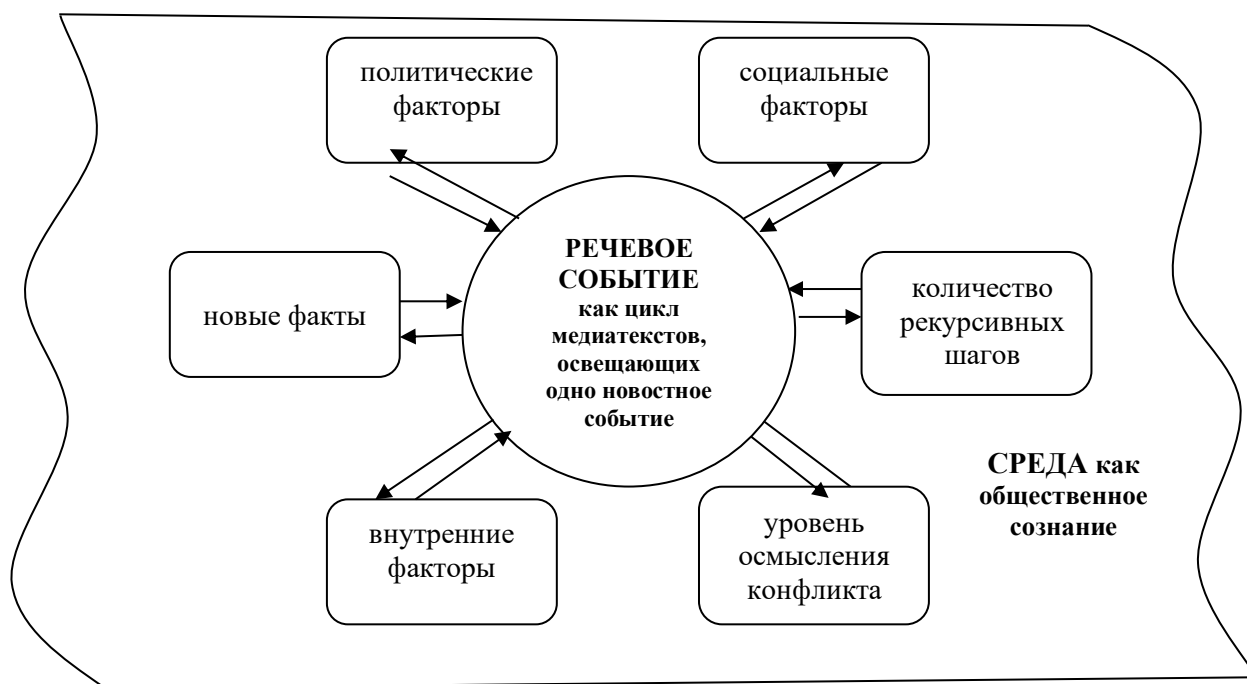 политические
факторы
социальные
факторы
РЕЧЕВОЕ
СОБЫТИЕ
как цикл
медиатекстов,
освещающих
одно новостное
событие
новые факты
количество
рекурсивных
шагов
СРЕДА как
общественное
сознание
внутренние
факторы
уровень
осмысления
конфликта